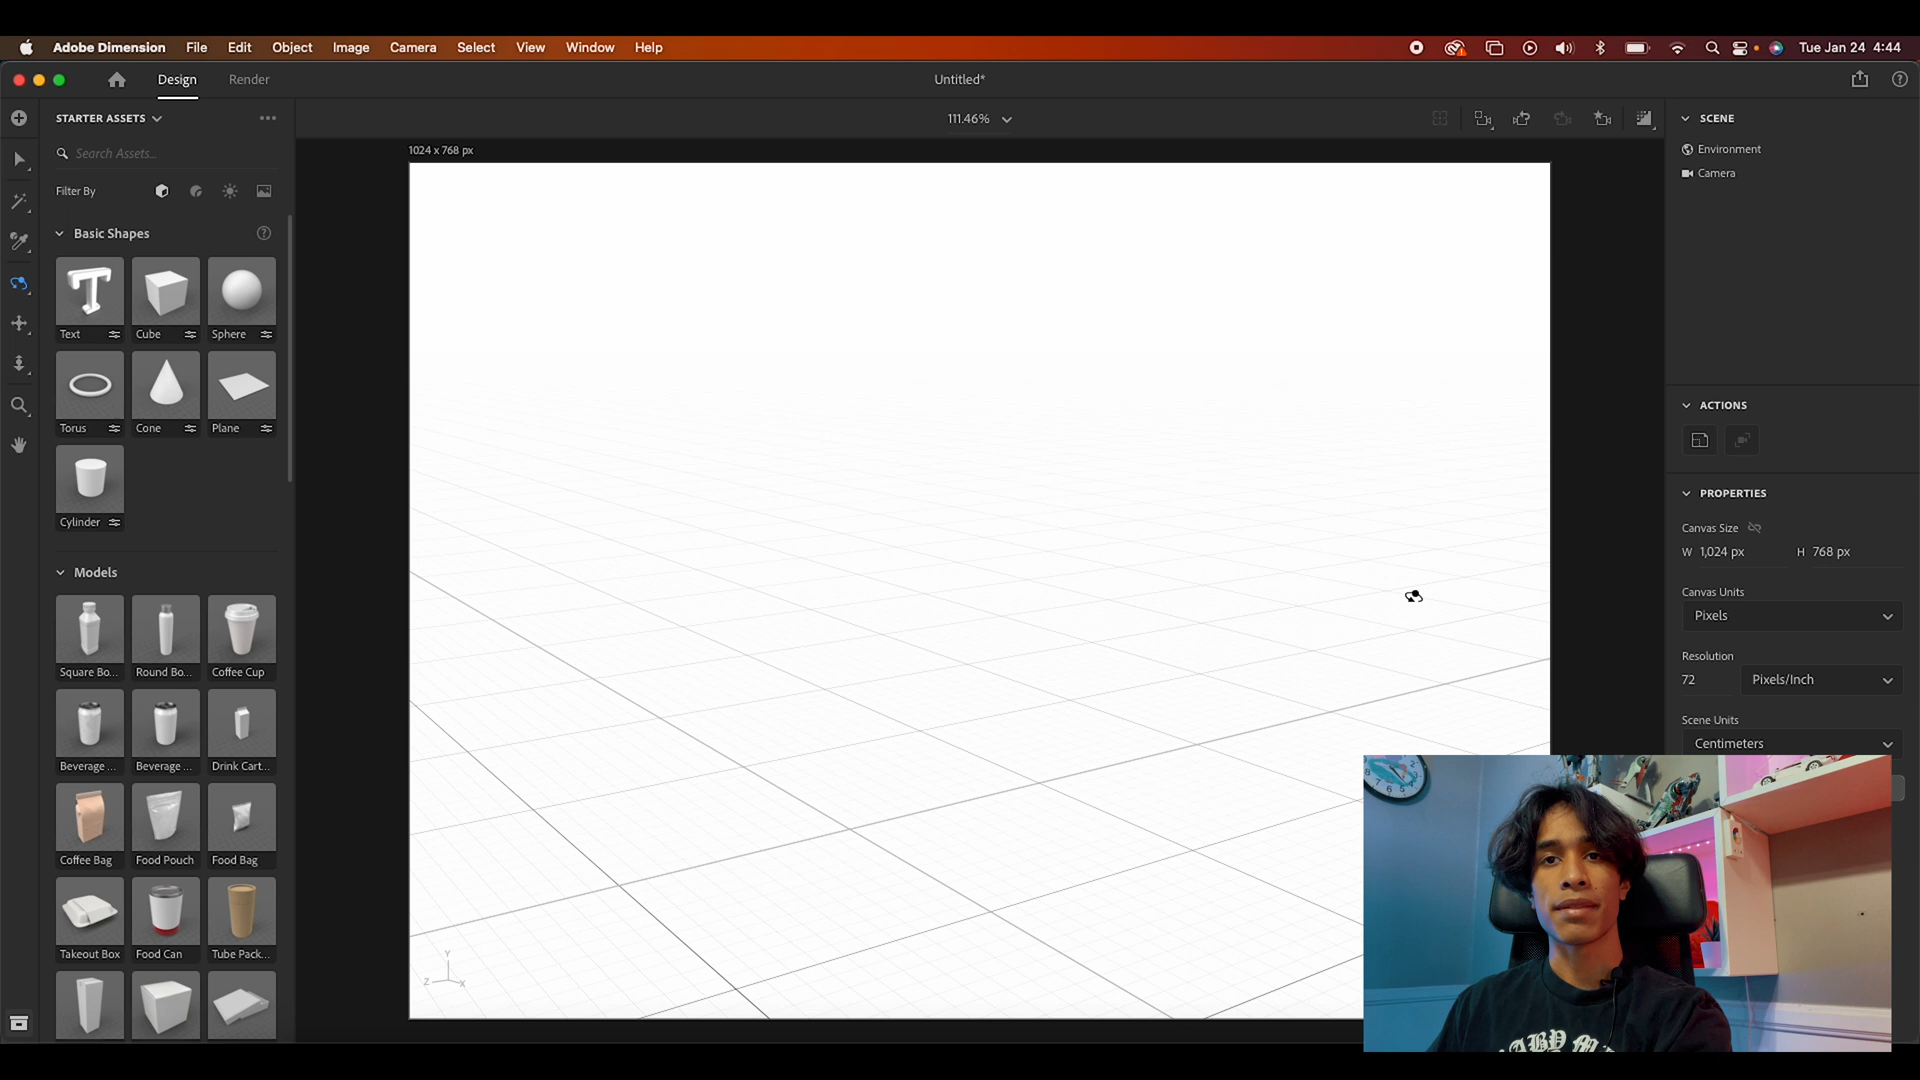 Adobe Dimension File Edit Object Image Camera Select View Window Help Tue Jan 24 4:44
Design Render Untitled*
STARTER ASSETS
111.46%
Search Assets...
1024 x 768 px
Filter By
Basic Shapes
Text Cube Sphere
Torus Cone Plane
Cylinder
Models
Square Bo... Round Bo... Coffee Cup
Beverage ... Beverage ... Drink Cart...
Coffee Bag Food Pouch Food Bag
Takeout Box Food Can Tube Pack...
Y
Z X
SCENE
Environment
Camera
ACTIONS
PROPERTIES
Canvas Size
W 1,024 px H 768 px
Canvas Units
Pixels
Resolution
72 Pixels/Inch
Scene Units
Centimeters